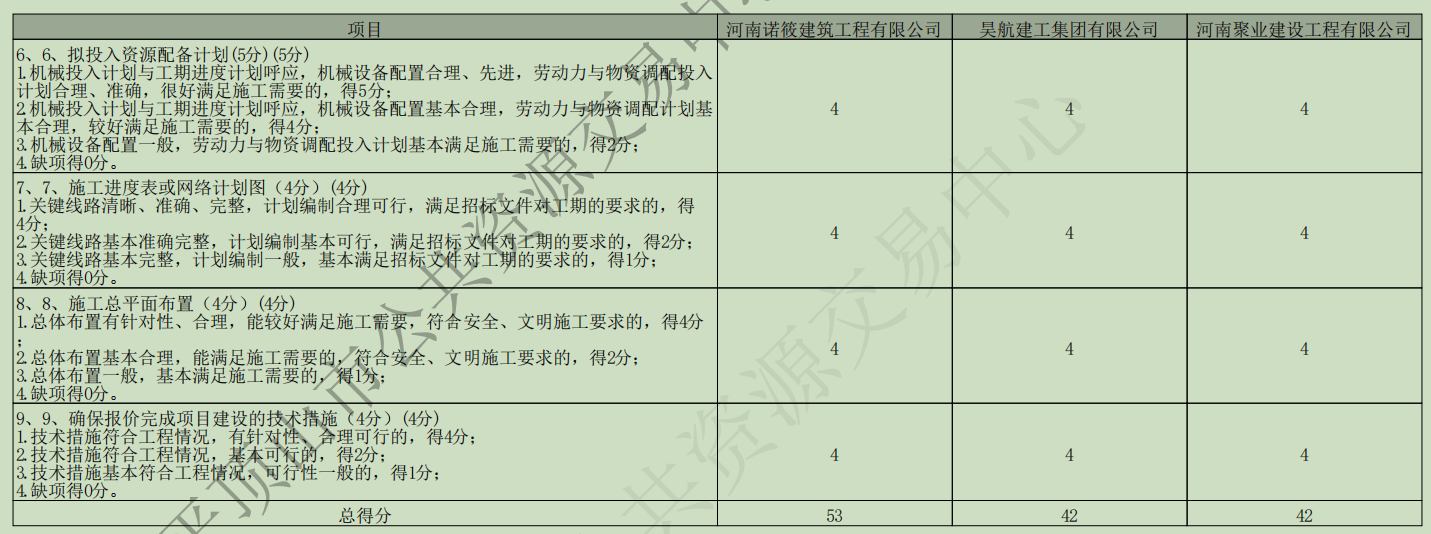 项目 河南诺筱建筑工程有限公司 昊航建工集团有限公司 河南聚业建设工程有限公司
6、6、拟投入资源配备计划(5分)(5分)
1.机械投入计划与工期进度计划呼应，机械设备配置合理、先进，劳动力与物资调配投入
计划合理、准确，很好满足施工需要的，得5分；
2.机械投入计划与工期进度计划呼应，机械设备配置基本合理，劳动力与物资调配计划基
本合理，较好满足施工需要的，得4分；
3.机械设备配置一般，劳动力与物资调配投入计划基本满足施工需要的，得2分；
4.缺项得0分。
4 4 4
7、7、施工进度表或网络计划图（4分）(4分)
1.关键线路清晰、准确、完整，计划编制合理可行，满足招标文件对工期的要求的，得
4分；
2.关键线路基本准确完整，计划编制基本可行，满足招标文件对工期的要求的，得2分；
3.关键线路基本完整，计划编制一般，基本满足招标文件对工期的要求的，得1分；
4.缺项得0分。
4 4 4
8、8、施工总平面布置（4分）(4分)
1.总体布置有针对性、合理，能较好满足施工需要，符合安全、文明施工要求的，得4分
；
2.总体布置基本合理，能满足施工需要的，符合安全、文明施工要求的，得2分；
3.总体布置一般，基本满足施工需要的，得1分；
4.缺项得0分。
4 4 4
9、9、确保报价完成项目建设的技术措施（4分）(4分)
1.技术措施符合工程情况，有针对性、合理可行的，得4分；
2.技术措施符合工程情况，基本可行的，得2分；
3.技术措施基本符合工程情况，可行性一般的，得1分；
4.缺项得0分。
4 4 4
总得分 53 42 42
平顶山市公共资源交易中
共资源交易中心